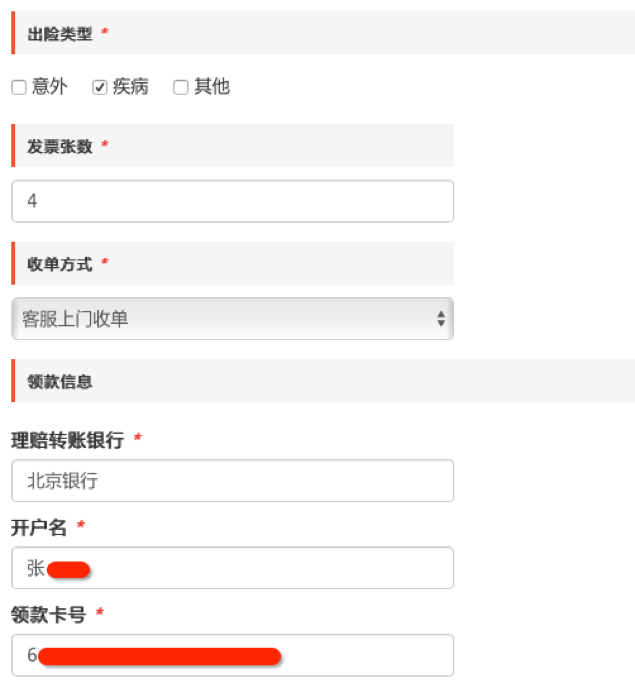 出险类型 *
意外 疾病 其他
发票张数 *
4
收单方式 *
客服上门收单
领款信息
理赔转账银行 *
北京银行
开户名 *
张
领款卡号 *
6